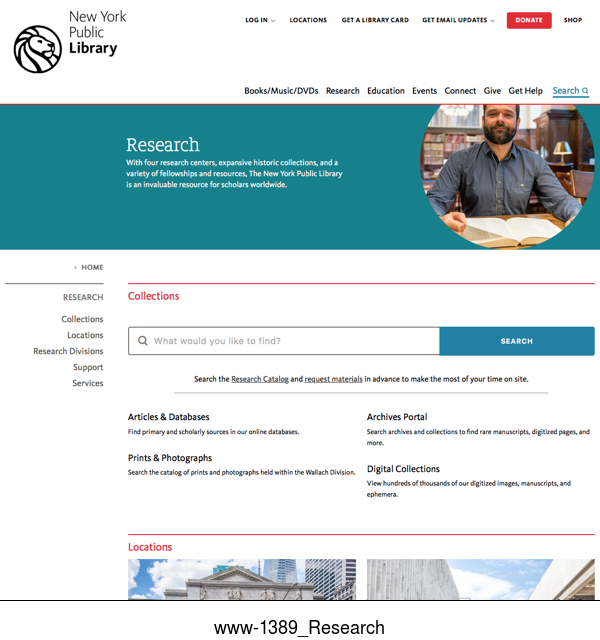 New York
Public
Library
LOG IN
LOCATIONS
GET A LIBRARY CARD
GET EMAIL UPDATES
DONATE
SHOP
Books/Music/DVDs Research Education Events Connect Give Get Help Search
Research
With four research centers, expansive historic collections, and a
variety of fellowships and resources, The New York Public Library
is an invaluable resource for scholars worldwide.
‹ HOME
RESEARCH
Collections
Locations
Research Divisions
Support
Services
Collections
What would you like to find?
SEARCH
Search the Research Catalog and request materials in advance to make the most of your time on site.
Articles & Databases
Find primary and scholarly sources in our online databases.
Prints & Photographs
Search the catalog of prints and photographs held within the Wallach Division.
Archives Portal
Search archives and collections to find rare manuscripts, digitized pages, and
more.
Digital Collections
View hundreds of thousands of our digitized images, manuscripts, and
ephemera.
Locations
www-1389_Research